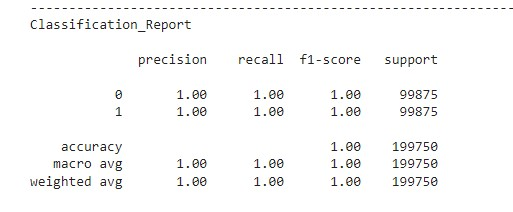 Classification_Report
precision recall f1-score support
0 1.00 1.00 1.00 99875
1 1.00 1.00 1.00 99875
accuracy 1.00 199750
macro avg 1.00 1.00 1.00 199750
weighted avg 1.00 1.00 1.00 199750